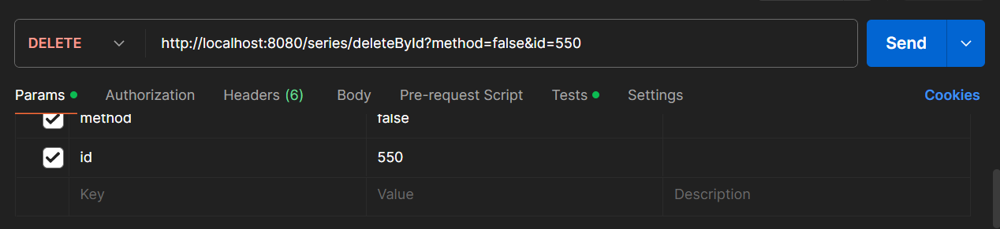 DELETE http://localhost:8080/series/deleteById?method=false&id=550 Send
Params Authorization Headers (6) Body Pre-request Script Tests Settings Cookies
method false
id 550
Key Value Description